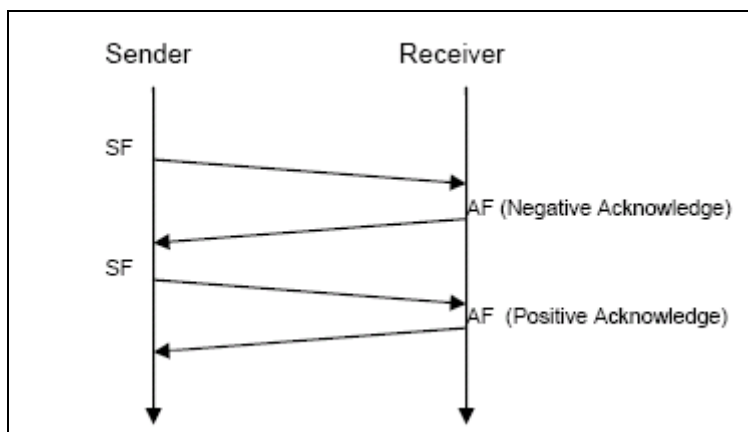 Sender Receiver
SF
AF (Negative Acknowledge)
SF
AF (Positive Acknowledge)